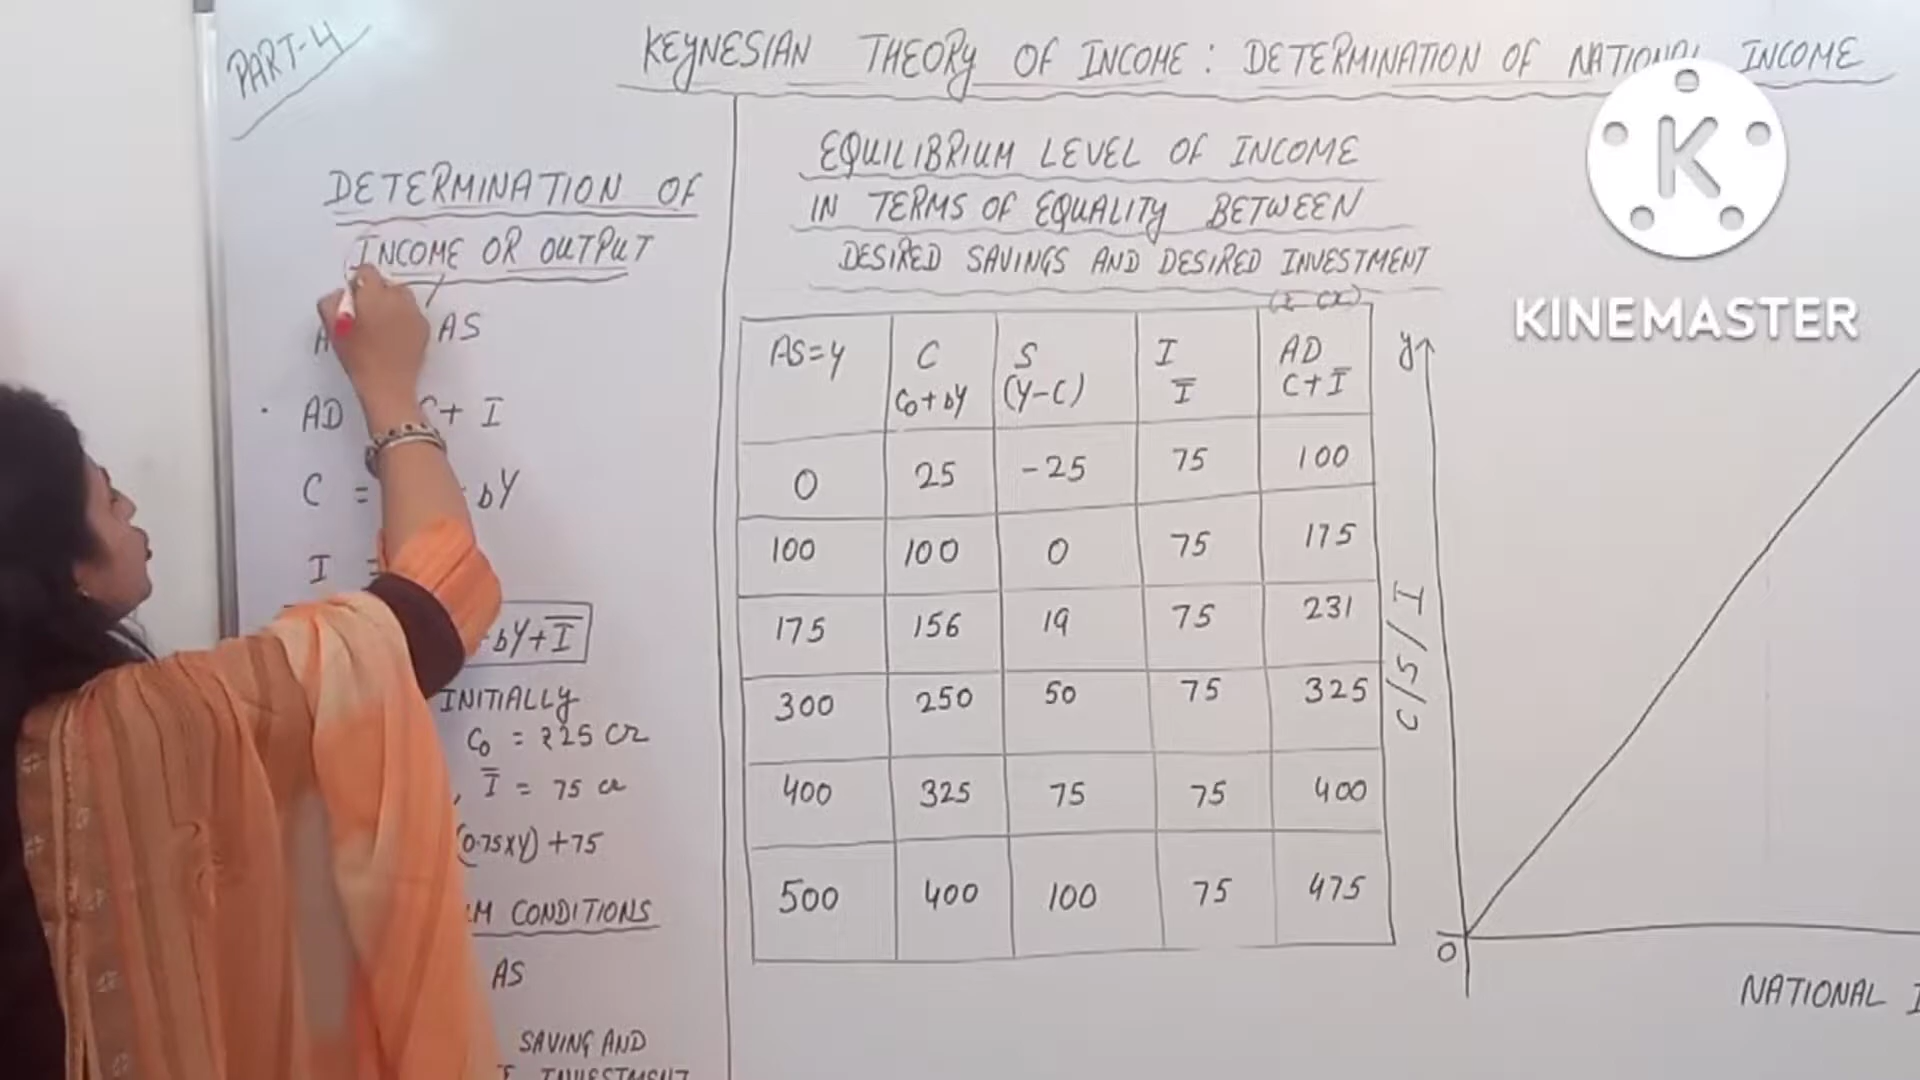 PART-4
KEYNESIAN THEORY OF INCOME : DETERMINATION OF NATIONAL INCOME
DETERMINATION OF
INCOME OR OUTPUT
AS
AD C + I
C = bY
I =
bY + Ī
INITIALLY
C₀ = ₹25 Cr
, Ī = 75 cr
(0.75xY) + 75
CONDITIONS
AS
SAVING AND
INVESTMENT
EQUILIBRIUM LEVEL OF INCOME
IN TERMS OF EQUALITY BETWEEN
DESIRED SAVINGS AND DESIRED INVESTMENT
(₹ cr)
AS=Y C S I AD
C₀+bY (Y-C) Ī C+Ī
0 25 -25 75 100
100 100 0 75 175
175 156 19 75 231
300 250 50 75 325
400 325 75 75 400
500 400 100 75 475
y
C/S/I
O
NATIONAL I
K
KINEMASTER